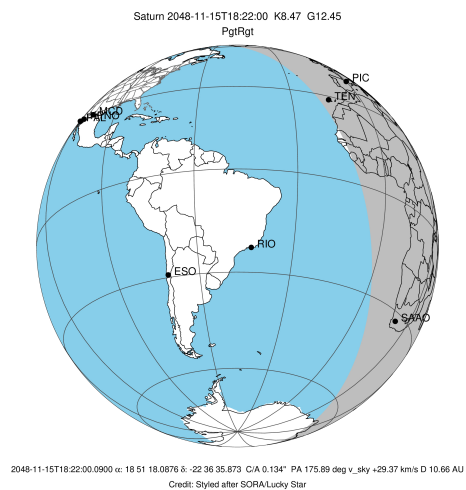 Saturn 2048-11-15T18:22:00  K8.47  G12.45
PgtRgt
PIC
TEN
MCD
RIO
ESO
SAAO
2048-11-15T18:22:00.0900 α: 18 51 18.0876 δ: -22 36 35.873  C/A 0.134"  PA 175.89 deg v_sky +29.37 km/s D 10.66 AU
Credit: Styled after SORA/Lucky Star